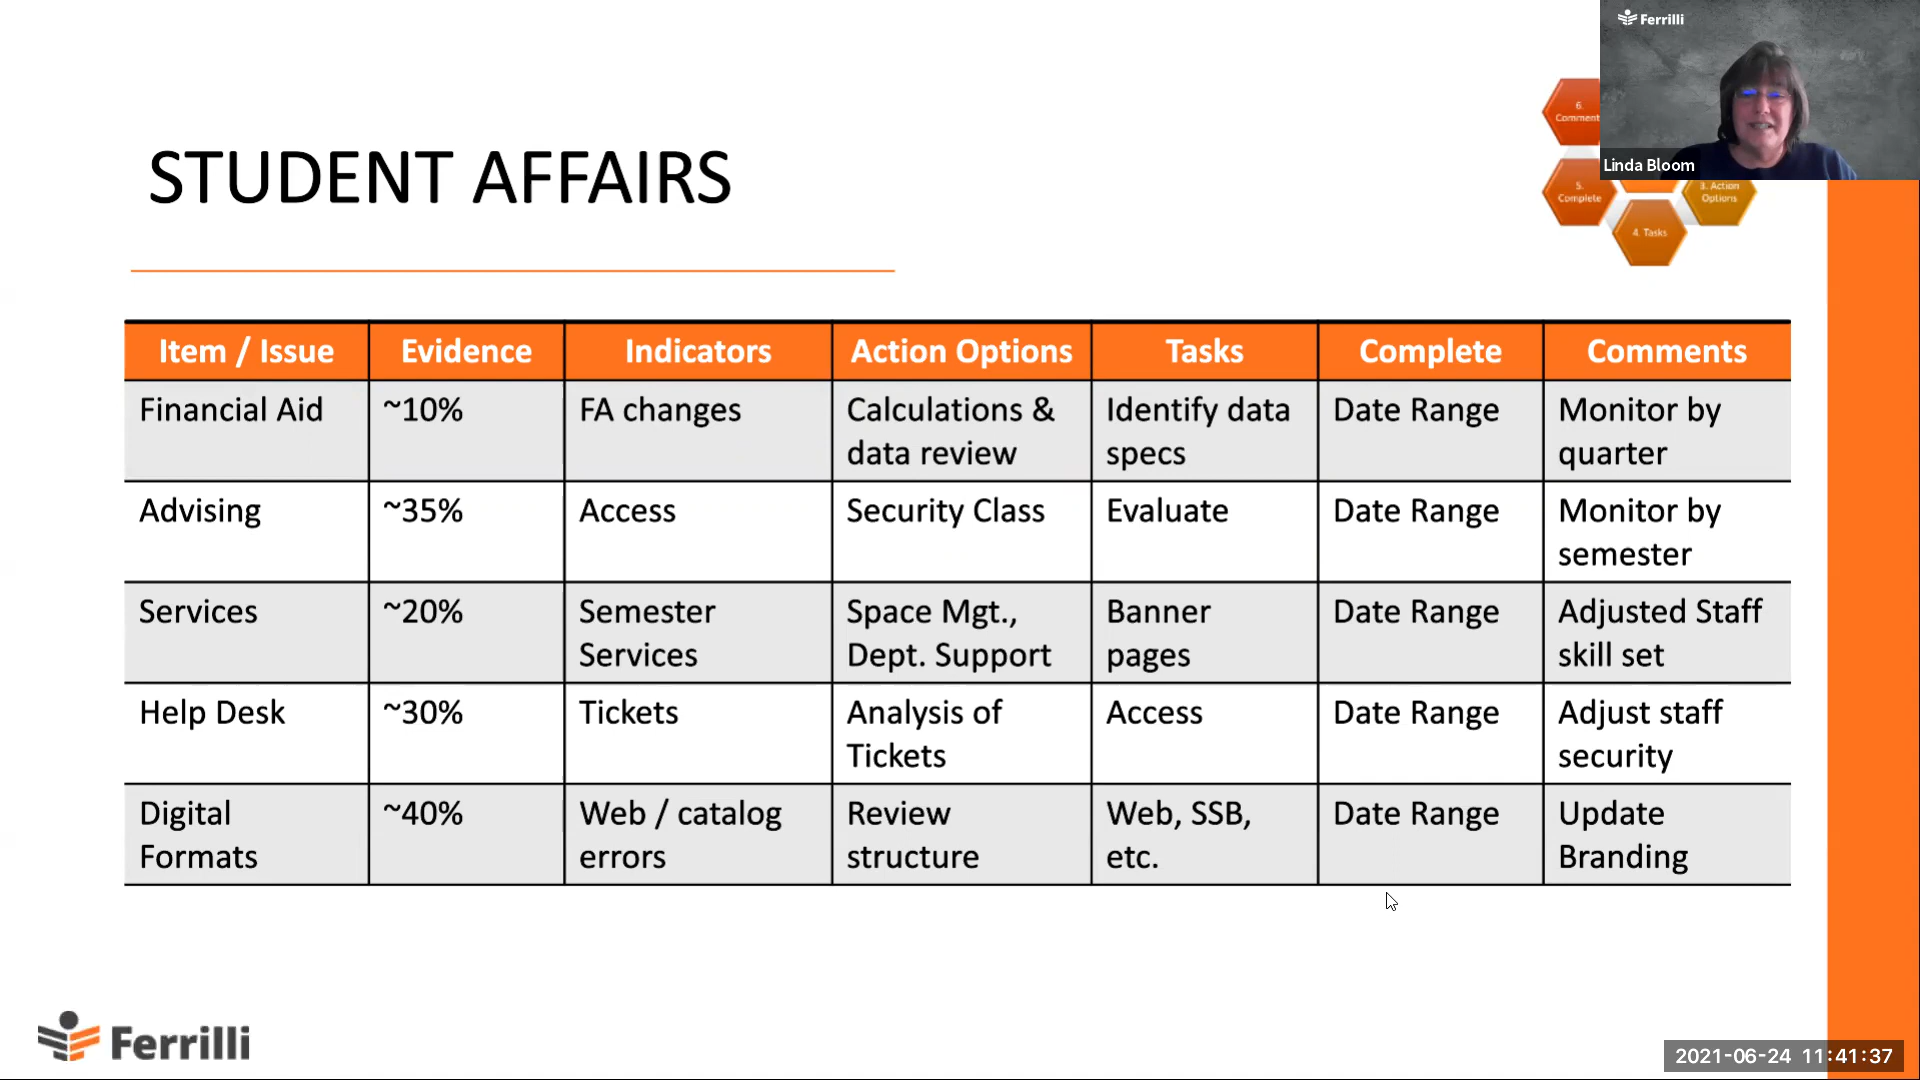 Ferrilli
Linda Bloom
6.
Comment
5.
Complete
4. Tasks
3. Action
Options
STUDENT AFFAIRS
Item / Issue Evidence Indicators Action Options Tasks Complete Comments
Financial Aid ~10% FA changes Calculations & Identify data Date Range Monitor by
data review specs quarter
Advising ~35% Access Security Class Evaluate Date Range Monitor by
semester
Services ~20% Semester Space Mgt., Banner Date Range Adjusted Staff
Services Dept. Support pages skill set
Help Desk ~30% Tickets Analysis of Access Date Range Adjust staff
Tickets security
Digital ~40% Web / catalog Review Web, SSB, Date Range Update
Formats errors structure etc. Branding
Ferrilli
2021-06-24 11:41:37